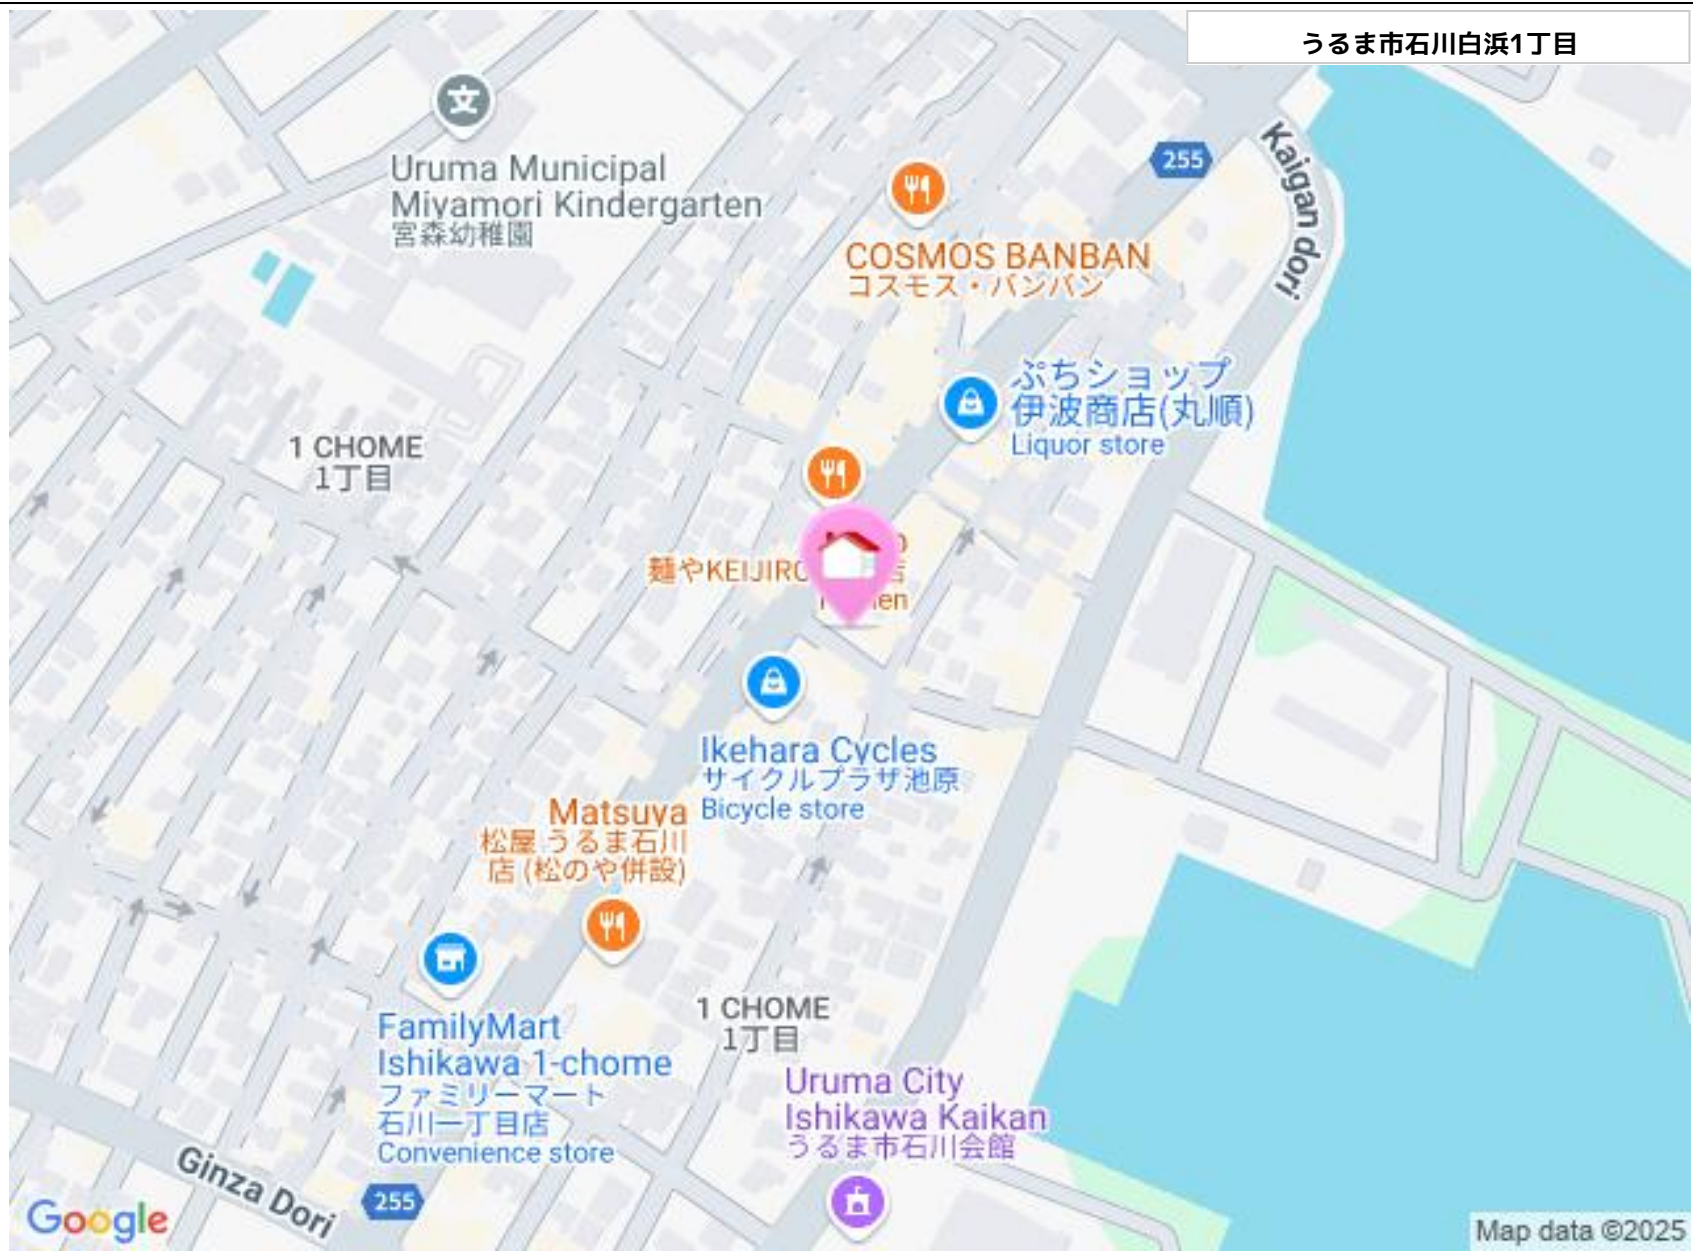 うるま市石川白浜1丁目
Uruma Municipal
Miyamori Kindergarten
宮森幼稚園
255
Kaigan dori
COSMOS BANBAN
コスモス・バンバン
ぷちショップ
伊波商店(丸順)
Liquor store
1 CHOME
1丁目
麺やKEIJIRO
Ikehara Cycles
サイクルプラザ池原
Bicycle store
Matsuya
松屋 うるま石川
店 (松のや併設)
FamilyMart
Ishikawa 1-chome
ファミリーマート
石川一丁目店
Convenience store
1 CHOME
1丁目
Uruma City
Ishikawa Kaikan
うるま市石川会館
Ginza Dori
255
Google
Map data ©2025